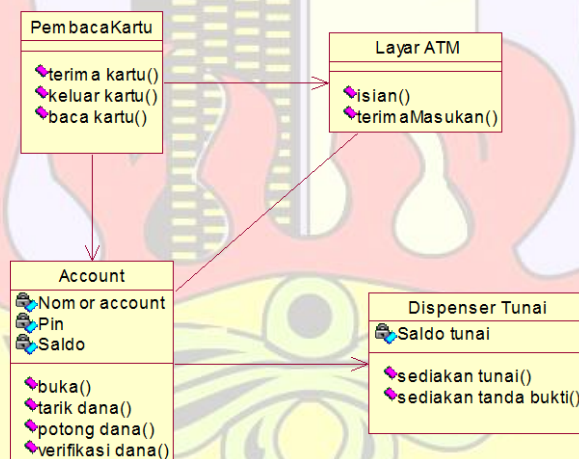 PembacaKartu
terima kartu()
keluar kartu()
baca kartu()
Layar ATM
isian()
terimaMasukan()
Account
Nomor account
Pin
Saldo
buka()
tarik dana()
potong dana()
verifikasi dana()
Dispenser Tunai
Saldo tunai
sediakan tunai()
sediakan tanda bukti()